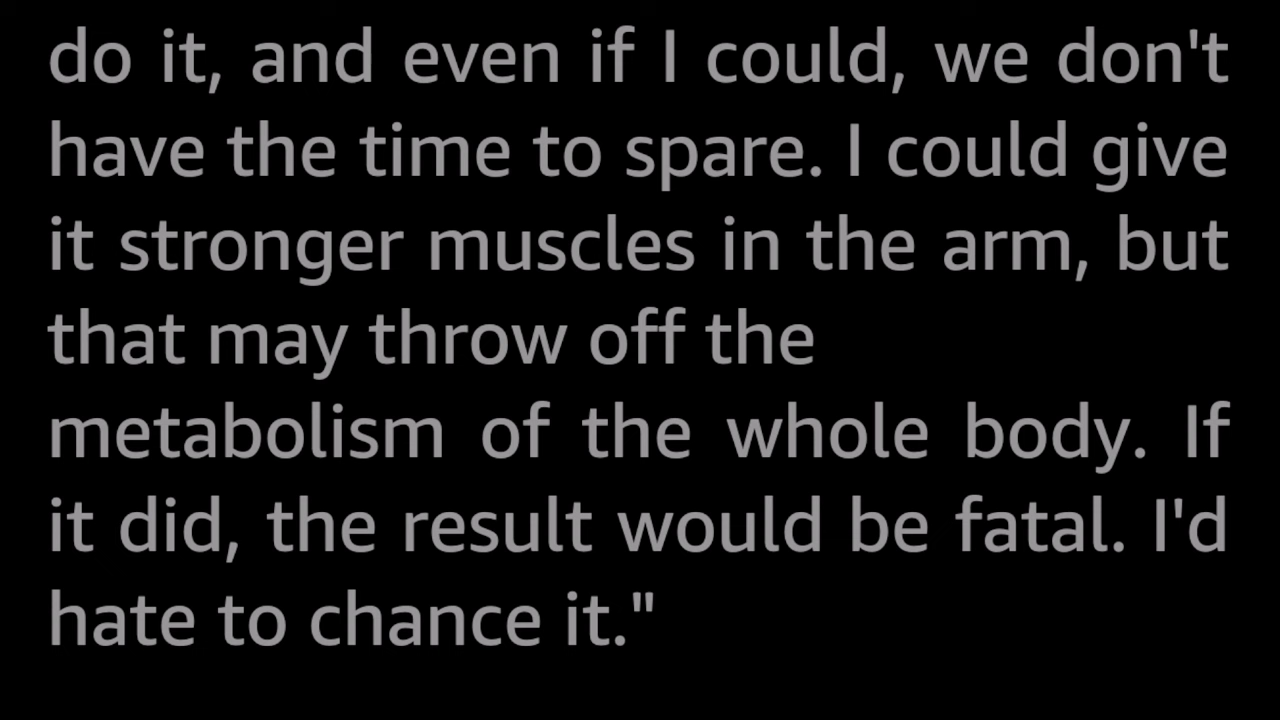 do it, and even if I could, we don't
have the time to spare. I could give
it stronger muscles in the arm, but
that may throw off the
metabolism of the whole body. If
it did, the result would be fatal. I'd
hate to chance it."